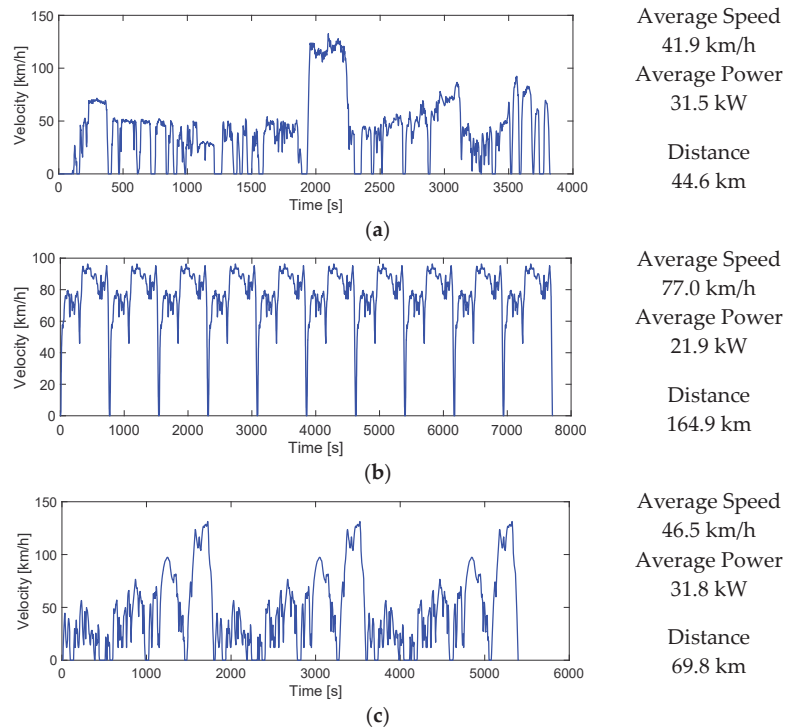 150
100
50
0
Velocity [km/h]
0 500 1000 1500 2000 2500 3000 3500 4000
Time [s]
(a)
Average Speed
41.9 km/h
Average Power
31.5 kW
Distance
44.6 km
100
80
60
40
20
0
Velocity [km/h]
0 1000 2000 3000 4000 5000 6000 7000 8000
Time [s]
(b)
Average Speed
77.0 km/h
Average Power
21.9 kW
Distance
164.9 km
150
100
50
0
Velocity [km/h]
0 1000 2000 3000 4000 5000 6000
Time [s]
(c)
Average Speed
46.5 km/h
Average Power
31.8 kW
Distance
69.8 km